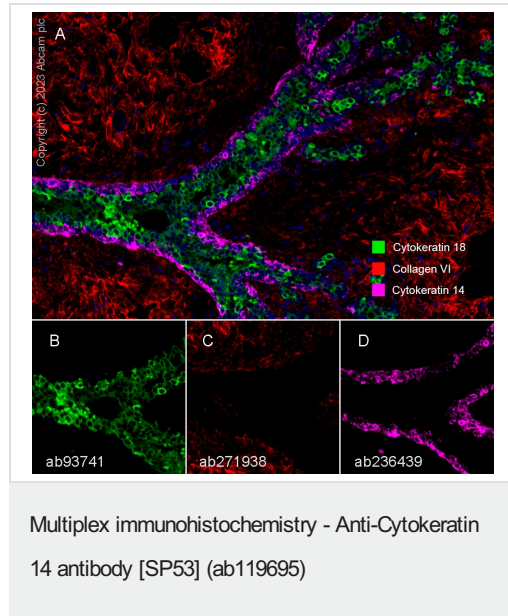 A
Copyright (c) 2023 Abcam plc
Cytokeratin 18
Collagen VI
Cytokeratin 14
B
C
D
ab93741
ab271938
ab236439
Multiplex immunohistochemistry - Anti-Cytokeratin
14 antibody [SP53] (ab119695)